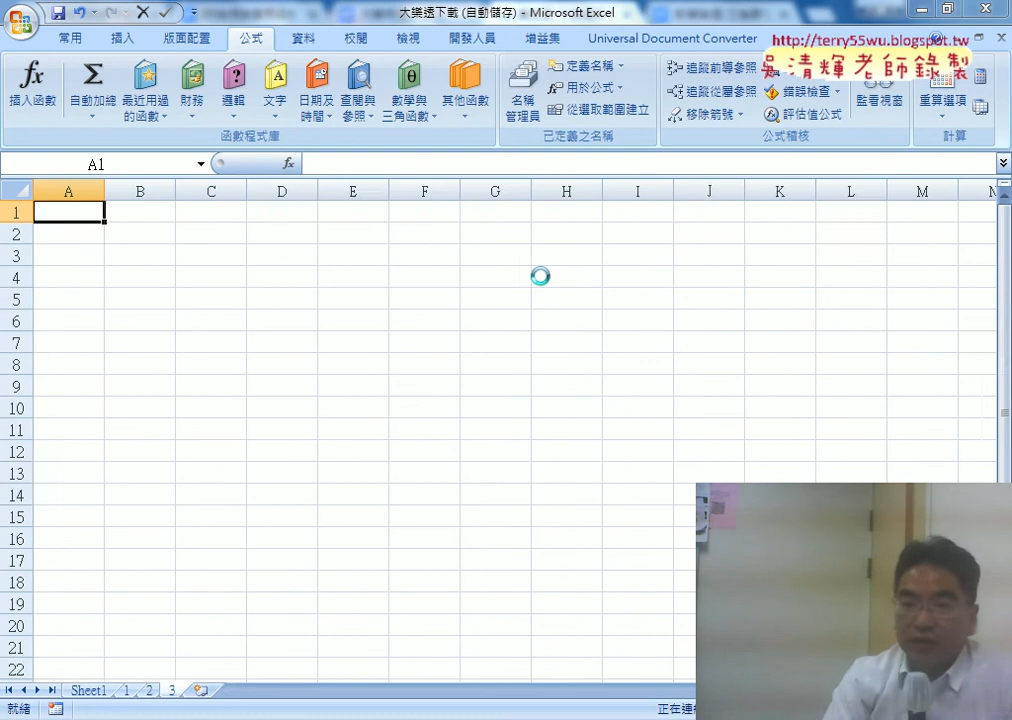 大樂透下載 (自動儲存) - Microsoft Excel
常用 插入 版面配置 公式 資料 校閱 檢視 開發人員 增益集 Universal Document Converter
http://terry55wu.blogspot.tw
吳清輝老師錄製
插入函數 自動加總 最近用過的函數 財務 邏輯 文字 日期及時間 查閱與參照 數學與三角函數 其他函數
函數程式庫
名稱管理員 定義名稱 用於公式 從選取範圍建立
已定義之名稱
追蹤前導參照 追蹤從屬參照 移除箭號 錯誤檢查 評估值公式 監看視窗
公式稽核
重算選項
計算
A1 fx
A B C D E F G H I J K L M N
1
2
3
4
5
6
7
8
9
10
11
12
13
14
15
16
17
18
19
20
21
22
Sheet1 1 2 3
就緒